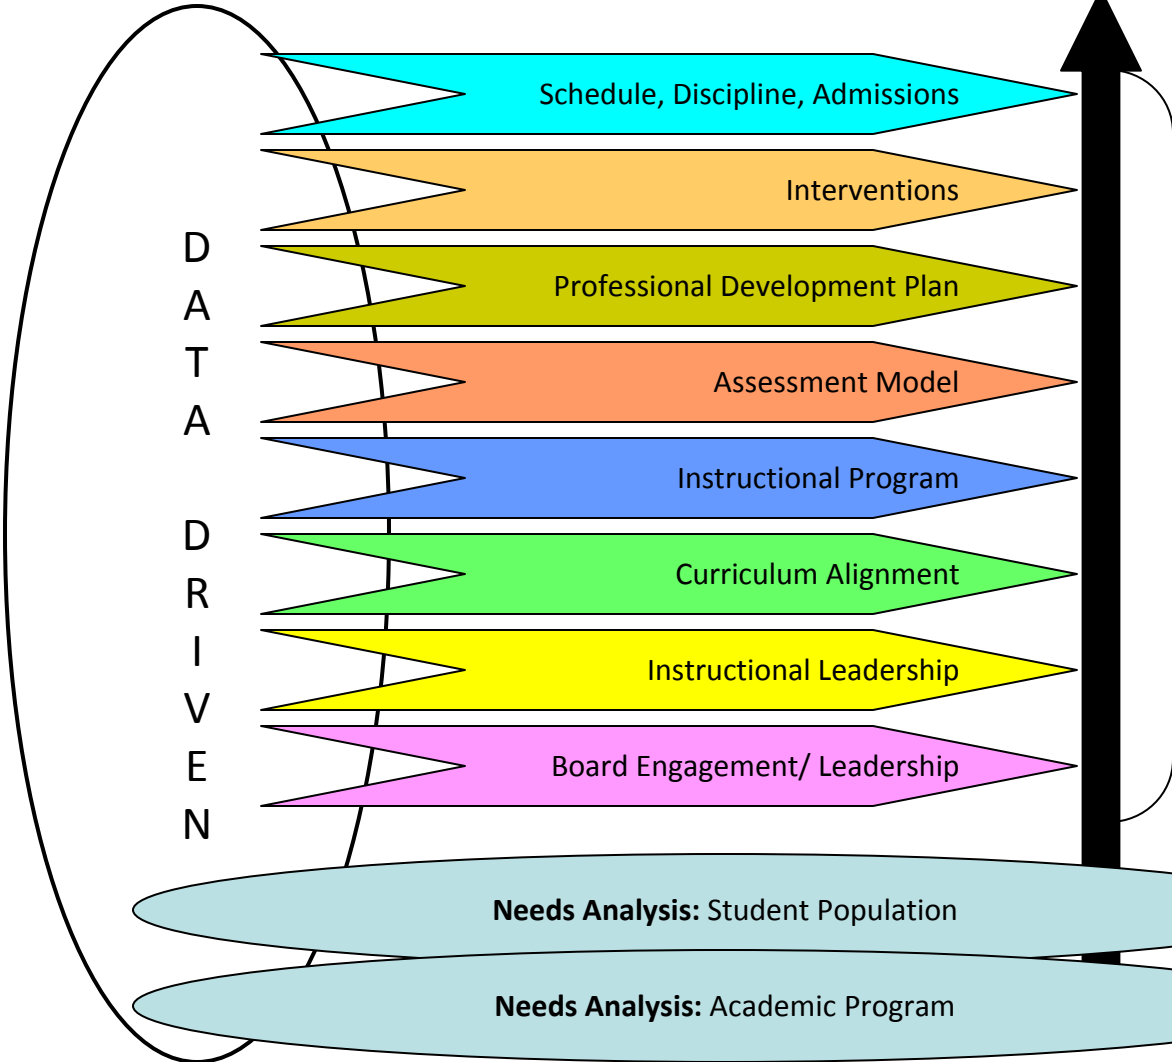 Schedule, Discipline, Admissions
Interventions
Professional Development Plan
Assessment Model
Instructional Program
Curriculum Alignment
Instructional Leadership
Board Engagement/ Leadership
D
A
T
A
D
R
I
V
E
N
Needs Analysis: Student Population
Needs Analysis: Academic Program